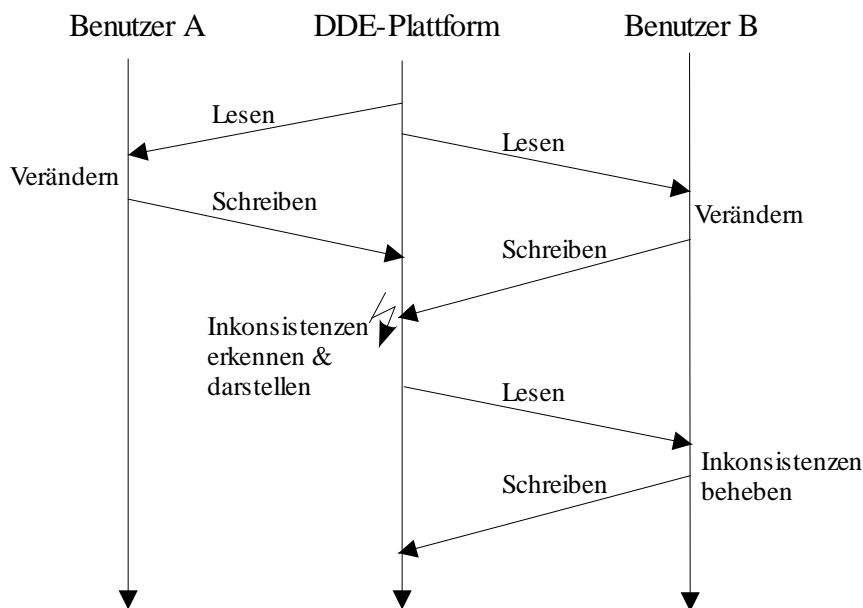 Benutzer A
DDE-Plattform
Benutzer B
Lesen
Lesen
Verändern
Schreiben
Verändern
Schreiben
Inkonsistenzen
erkennen &
darstellen
Lesen
Inkonsistenzen
beheben
Schreiben